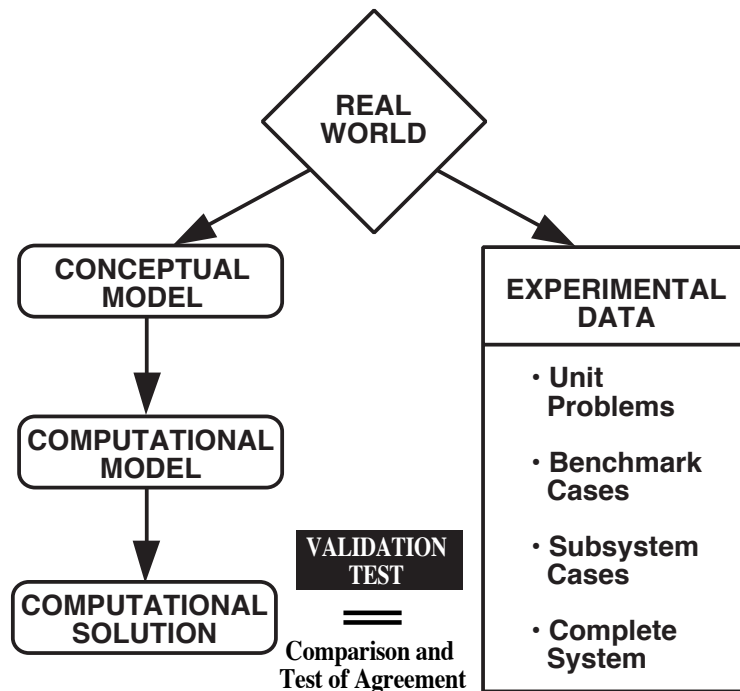 REAL
WORLD
CONCEPTUAL
MODEL
COMPUTATIONAL
MODEL
COMPUTATIONAL
SOLUTION
VALIDATION
TEST
=
Comparison and
Test of Agreement
EXPERIMENTAL
DATA
• Unit
Problems
• Benchmark
Cases
• Subsystem
Cases
• Complete
System